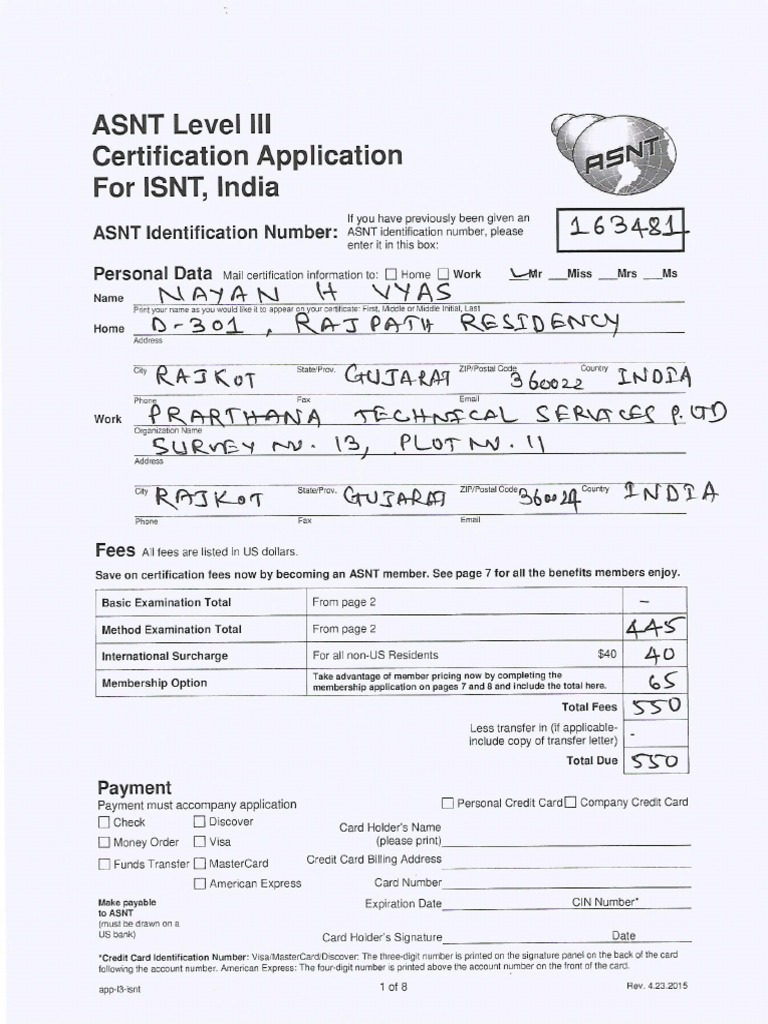 ASNT Level III
Certification Application
For ISNT, India
ASNT
ASNT Identification Number:
If you have previously been given an
ASNT identification number, please
enter it in this box:
163481
Personal Data Mail certification information to: ☐ Home ☐ Work ✓Mr ___Miss ___Mrs ___Ms
Name NAYAN H VYAS
Print your name as you would like it to appear on your certificate: First, Middle or Middle Initial, Last
Home D-301, RAJPATH RESIDENCY
Address
City RAJKOT State/Prov. GUJARAT ZIP/Postal Code 360022 Country INDIA
Phone Fax Email
Work PRARTHANA TECHNICAL SERVICES P. LTD
Organization Name
SURVEY NO. 13, PLOT NO. 11
Address
City RAJKOT State/Prov. GUJARAT ZIP/Postal Code Country INDIA
Phone Fax Email
Fees All fees are listed in US dollars.
Save on certification fees now by becoming an ASNT member. See page 7 for all the benefits members enjoy.
Basic Examination Total From page 2 –
Method Examination Total From page 2 445
International Surcharge For all non-US Residents $40 40
Membership Option Take advantage of member pricing now by completing the
membership application on pages 7 and 8 and include the total here. 65
Total Fees 550
Less transfer in (if applicable-
include copy of transfer letter) -
Total Due 550
Payment
Payment must accompany application
☐ Personal Credit Card ☐ Company Credit Card
☐ Check ☐ Discover
Card Holder's Name
(please print)
☐ Money Order ☐ Visa
☐ Funds Transfer ☐ MasterCard Credit Card Billing Address
☐ American Express Card Number
Make payable
to ASNT
(must be drawn on a
US bank)
Expiration Date CIN Number*
Card Holder's Signature Date
*Credit Card Identification Number: Visa/MasterCard/Discover: The three-digit number is printed on the signature panel on the back of the card
following the account number. American Express: The four-digit number is printed above the account number on the front of the card.
app-l3-isnt 1 of 8 Rev. 4.23.2015